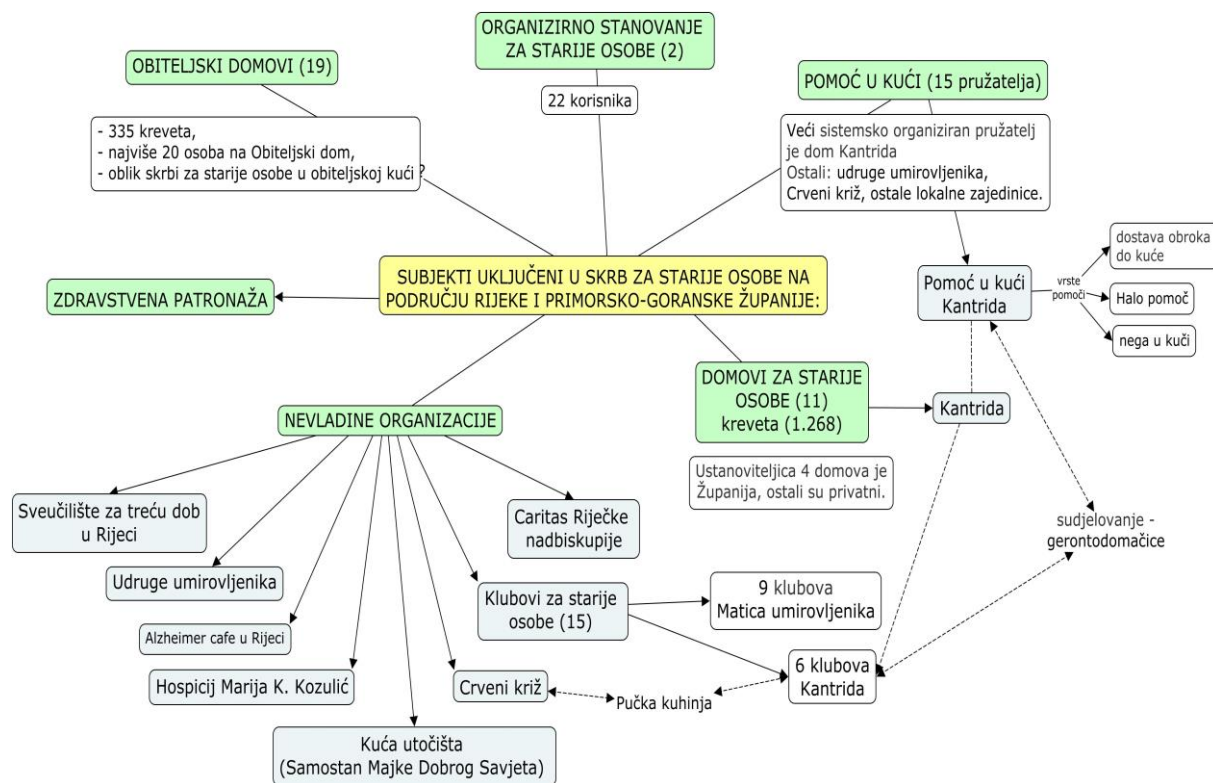 ORGANIZIRNO STANOVANJE
ZA STARIJE OSOBE (2)
OBITELJSKI DOMOVI (19)
POMOĆ U KUĆI (15 pružatelja)
22 korisnika
- 335 kreveta,
- najviše 20 osoba na Obiteljski dom,
- oblik skrbi za starije osobe u obiteljskoj kući ?
Veći sistemsko organiziran pružatelj
je dom Kantrida
Ostali: udruge umirovljenika,
Crveni križ, ostale lokalne zajedinice.
SUBJEKTI UKLJUČENI U SKRB ZA STARIJE OSOBE NA
PODRUČJU RIJEKE I PRIMORSKO-GORANSKE ŽUPANIJE:
ZDRAVSTVENA PATRONAŽA
Pomoć u kući
Kantrida
vrste
pomoći
dostava obroka
do kuće
Halo pomoč
nega u kuči
DOMOVI ZA STARIJE
OSOBE (11)
kreveta (1.268)
Kantrida
Ustanoviteljica 4 domova je
Županija, ostali su privatni.
NEVLADINE ORGANIZACIJE
Sveučilište za treću dob
u Rijeci
Caritas Riječke
nadbiskupije
sudjelovanje -
gerontodomačice
Udruge umirovljenika
Klubovi za starije
osobe (15)
9 klubova
Matica umirovljenika
Alzheimer cafe u Rijeci
Hospicij Marija K. Kozulić
Crveni križ
Pučka kuhinja
6 klubova
Kantrida
Kuća utočišta
(Samostan Majke Dobrog Savjeta)